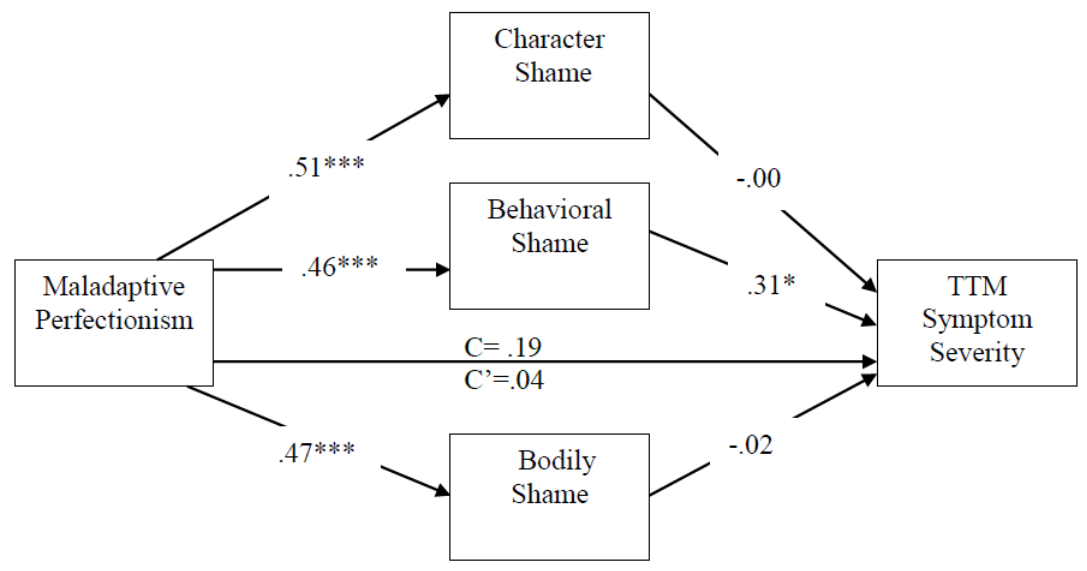 Character
Shame
.51***
-.00
Behavioral
Shame
.46***
.31*
Maladaptive
Perfectionism
TTM
Symptom
Severity
C= .19
C’=.04
.47***
-.02
Bodily
Shame